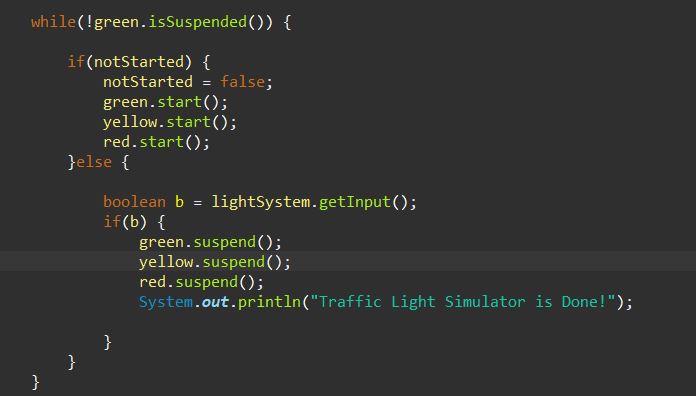 while(!green.isSuspended()) {
if(notStarted) {
notStarted = false;
green.start();
yellow.start();
red.start();
}else {
boolean b = lightSystem.getInput();
if(b) {
green.suspend();
yellow.suspend();
red.suspend();
System.out.println("Traffic Light Simulator is Done!");
}
}
}